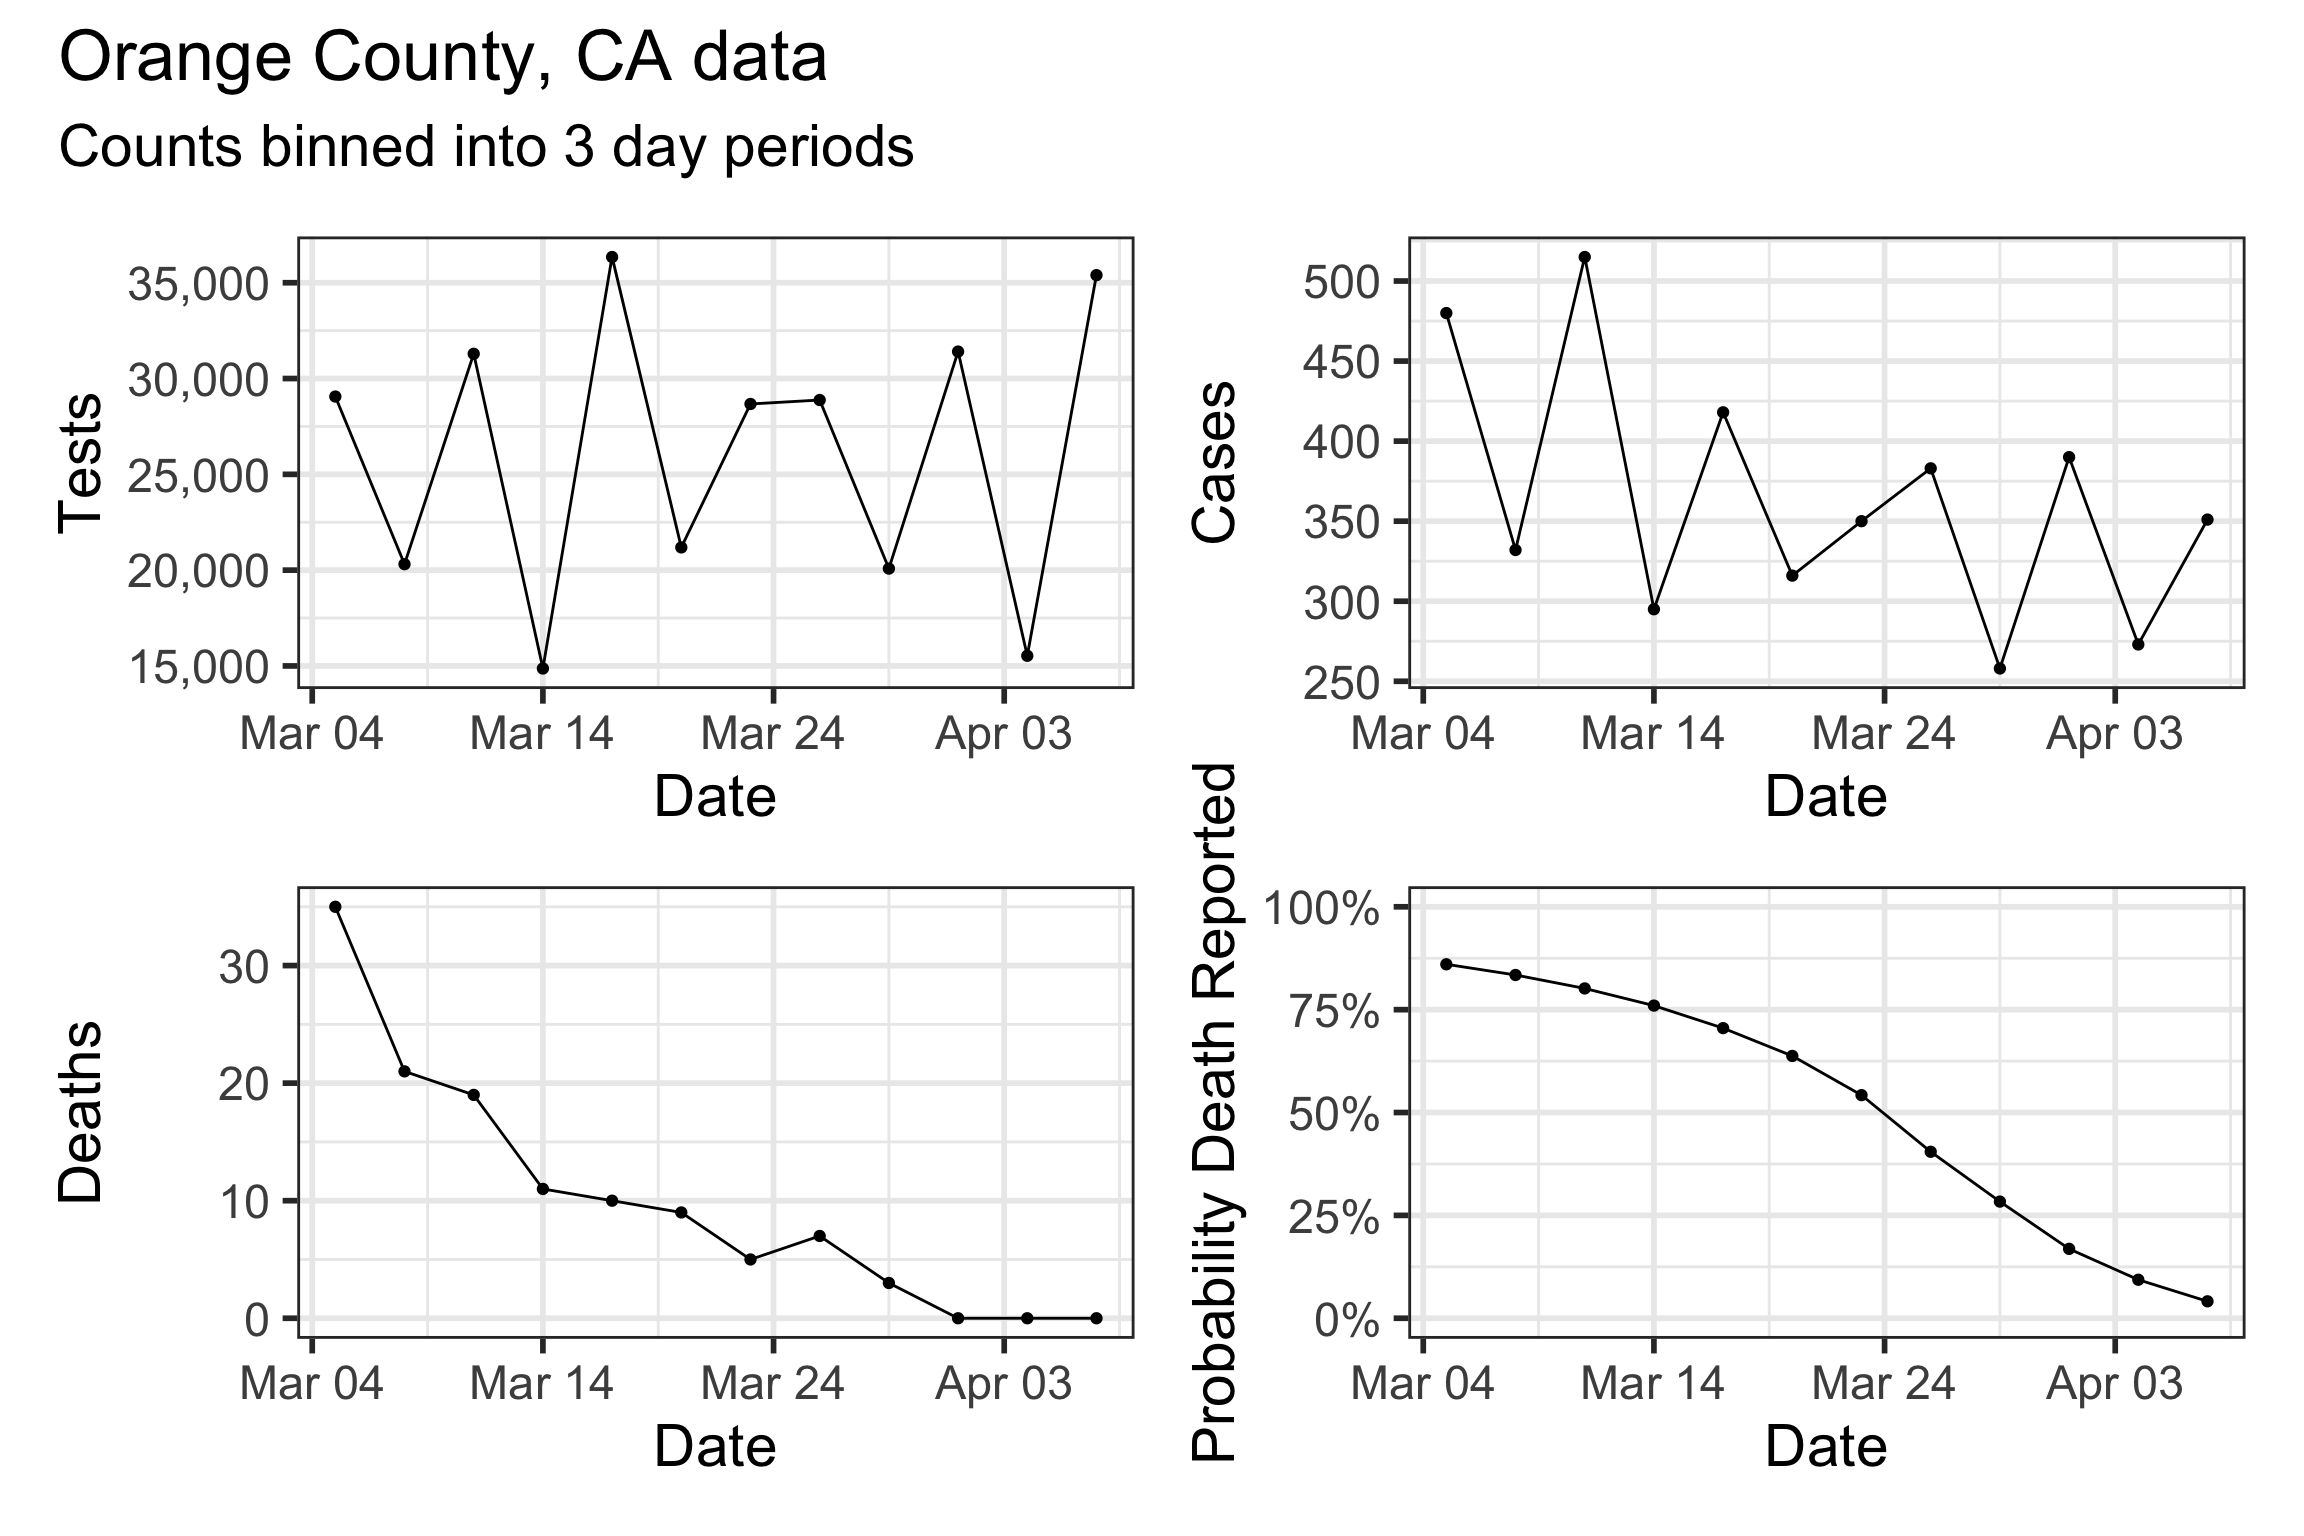 Orange County, CA data
Counts binned into 3 day periods
Tests
35,000
30,000
25,000
20,000
15,000
Mar 04 Mar 14 Mar 24 Apr 03
Date
Cases
500
450
400
350
300
250
Mar 04 Mar 14 Mar 24 Apr 03
Date
Deaths
30
20
10
0
Mar 04 Mar 14 Mar 24 Apr 03
Date
Probability Death Reported
100%
75%
50%
25%
0%
Mar 04 Mar 14 Mar 24 Apr 03
Date